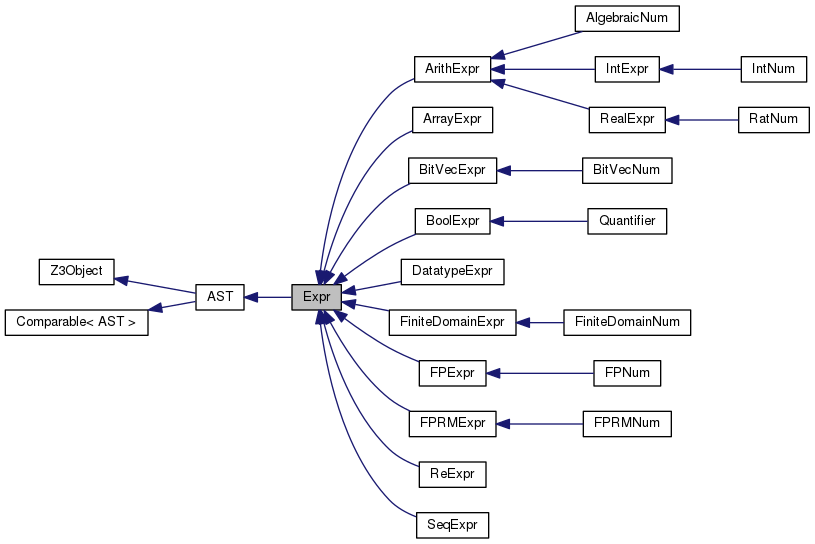 AlgebraicNum
ArithExpr
IntExpr
IntNum
RealExpr
RatNum
ArrayExpr
BitVecExpr
BitVecNum
BoolExpr
Quantifier
Z3Object
DatatypeExpr
AST
Expr
Comparable< AST >
FiniteDomainExpr
FiniteDomainNum
FPExpr
FPNum
FPRMExpr
FPRMNum
ReExpr
SeqExpr